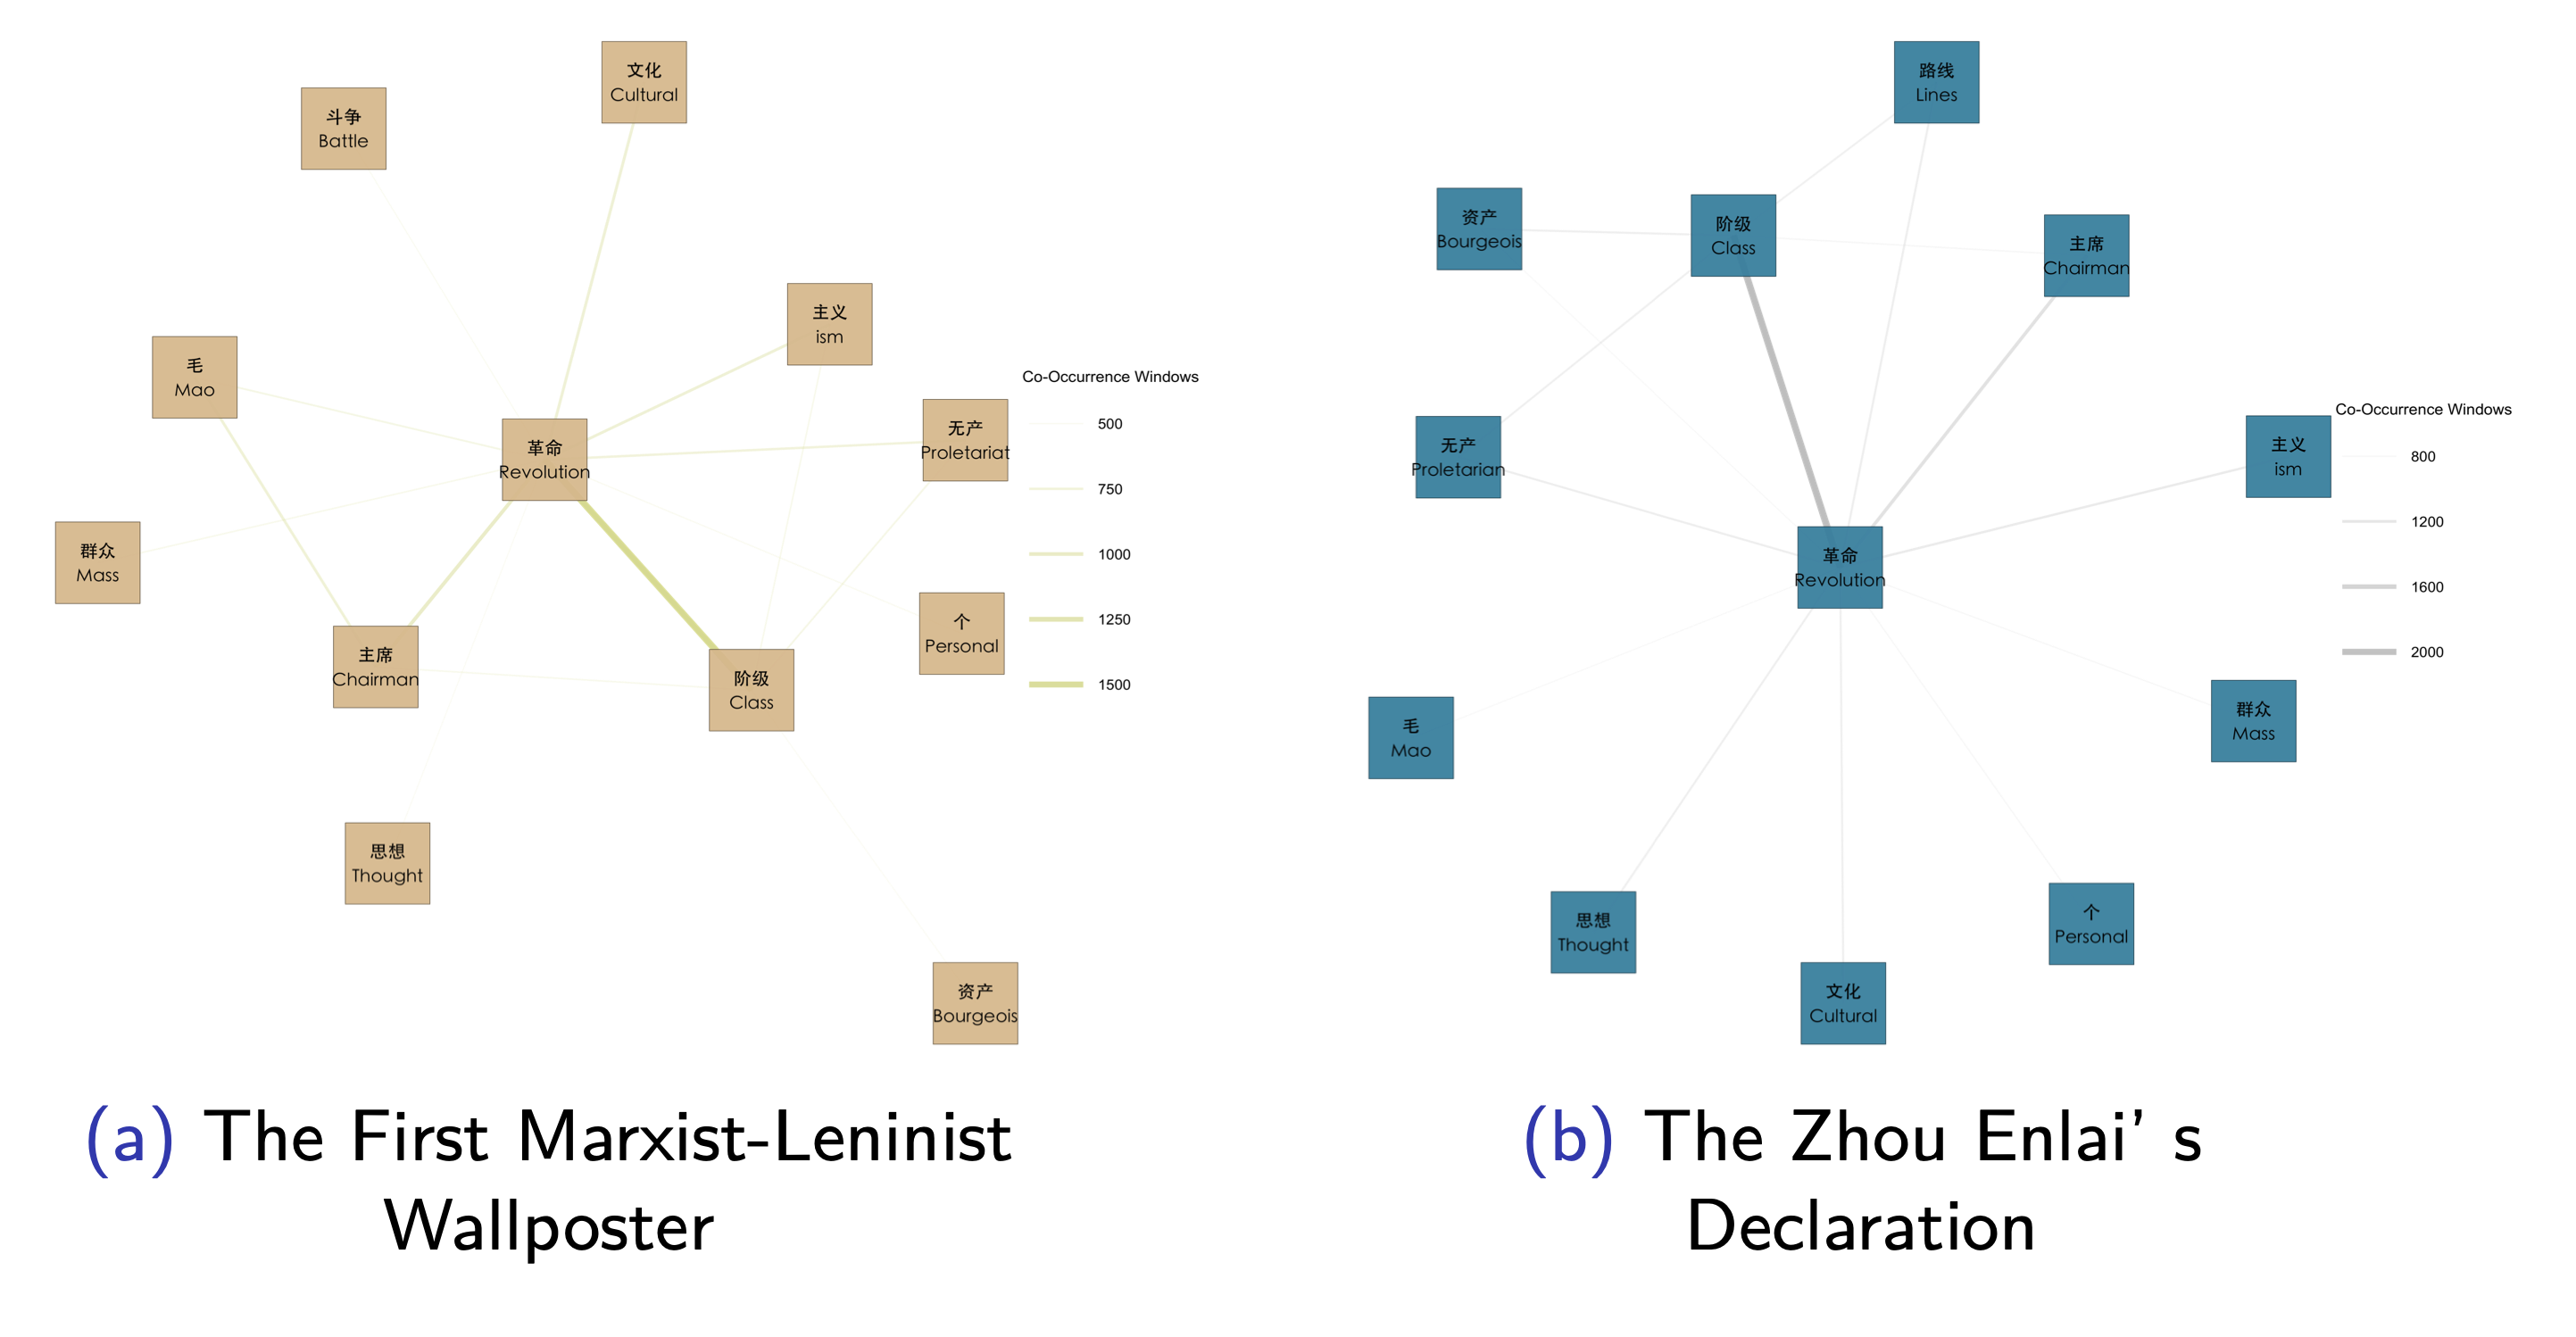 文化
Cultural
斗争
Battle
主义
ism
毛
Mao
无产
Proletariat
革命
Revolution
群众
Mass
个
Personal
主席
Chairman
阶级
Class
思想
Thought
资产
Bourgeois
Co-Occurrence Windows
500
750
1000
1250
1500
(a) The First Marxist-Leninist
Wallposter
路线
Lines
资产
Bourgeois
阶级
Class
主席
Chairman
无产
Proletarian
主义
ism
革命
Revolution
毛
Mao
群众
Mass
思想
Thought
个
Personal
文化
Cultural
Co-Occurrence Windows
800
1200
1600
2000
(b) The Zhou Enlai’ s
Declaration